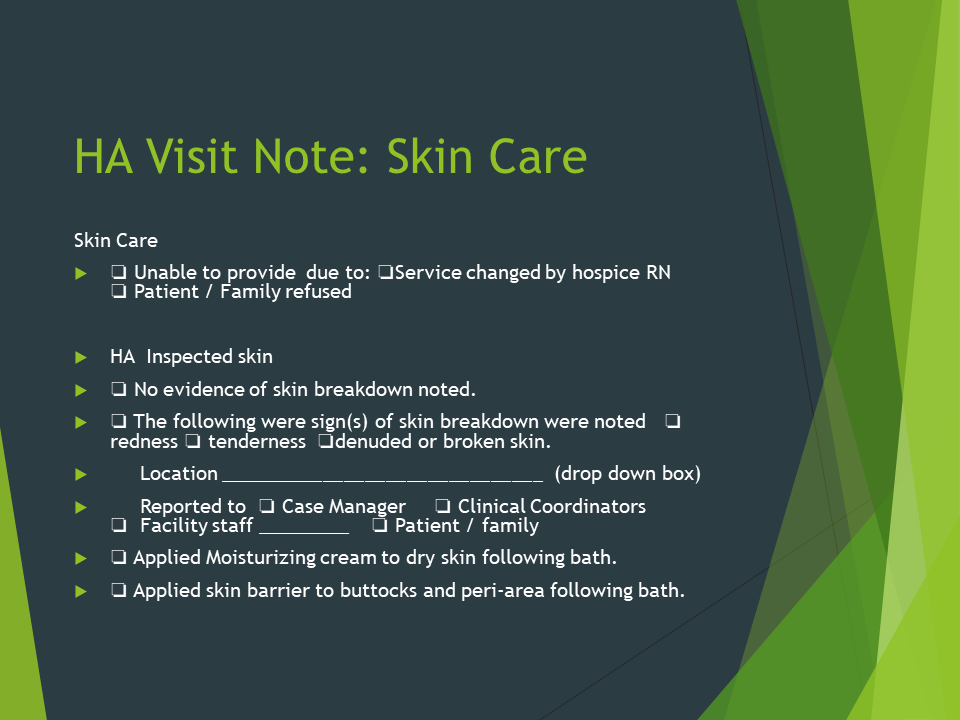 HA Visit Note: Skin Care
Skin Care
❑ Unable to provide  due to: ❑Service changed by hospice RN
❑ Patient / Family refused
HA  Inspected skin
❑ No evidence of skin breakdown noted.
❑ The following were sign(s) of skin breakdown were noted   ❑
redness ❑ tenderness  ❑denuded or broken skin.
Location ________________________________  (drop down box)
Reported to  ❑ Case Manager     ❑ Clinical Coordinators
❑  Facility staff _________    ❑ Patient / family
❑ Applied Moisturizing cream to dry skin following bath.
❑ Applied skin barrier to buttocks and peri-area following bath.